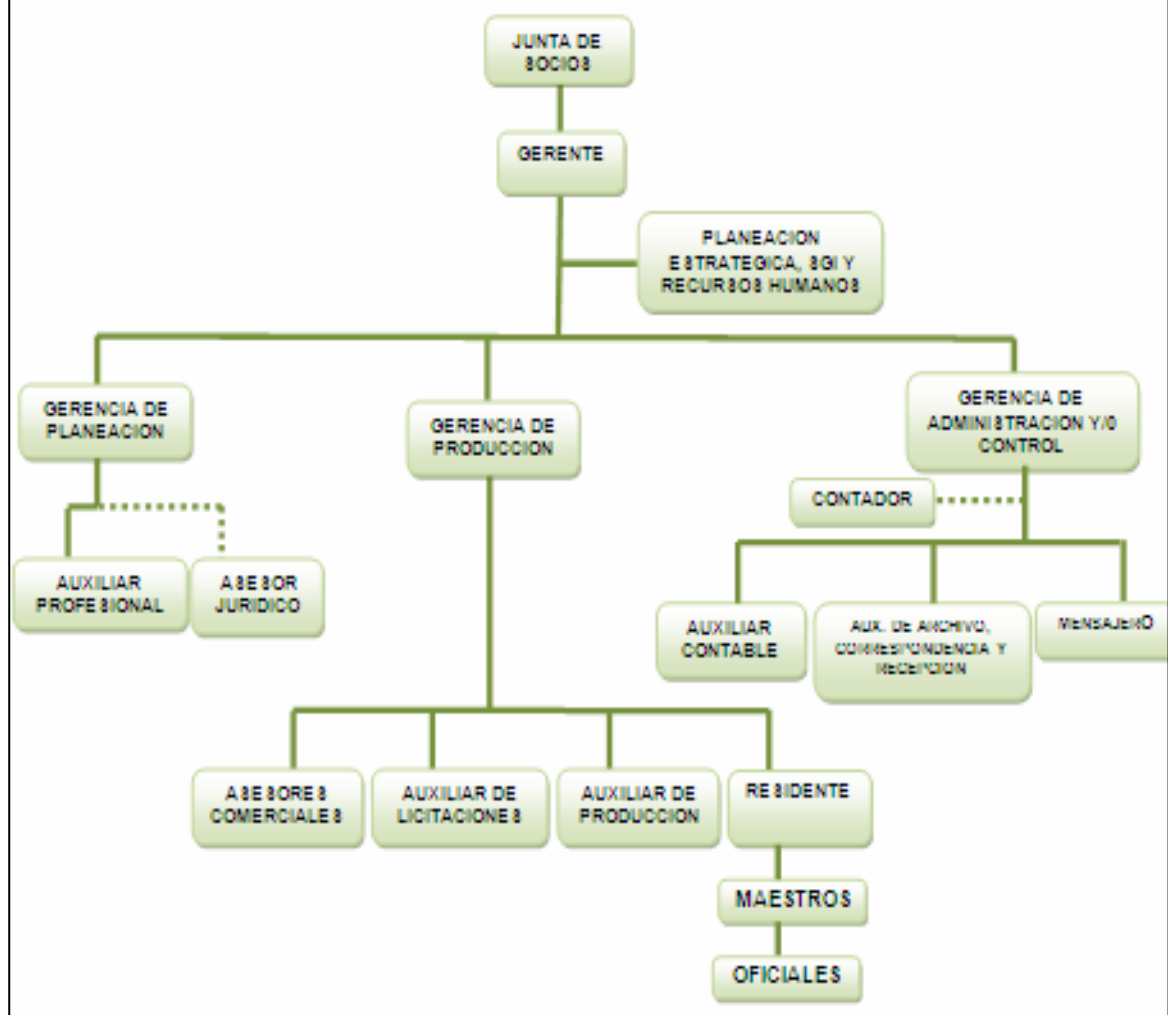 JUNTA DE
SOCIOS
GERENTE
PLANEACION
ESTRATEGICA, SGI Y
RECURSOS HUMANOS
GERENCIA DE
PLANEACION
GERENCIA DE
PRODUCCION
GERENCIA DE
ADMINISTRACION Y/0
CONTROL
CONTADOR
AUXILIAR
PROFESIONAL
ASESOR
JURIDICO
AUXILIAR
CONTABLE
AUX. DE ARCHIVO,
CORRESPONDENCIA Y
RECEPCION
MENSAJERO
ASESORES
COMERCIALES
AUXILIAR DE
LICITACIONES
AUXILIAR DE
PRODUCCION
RESIDENTE
MAESTROS
OFICIALES